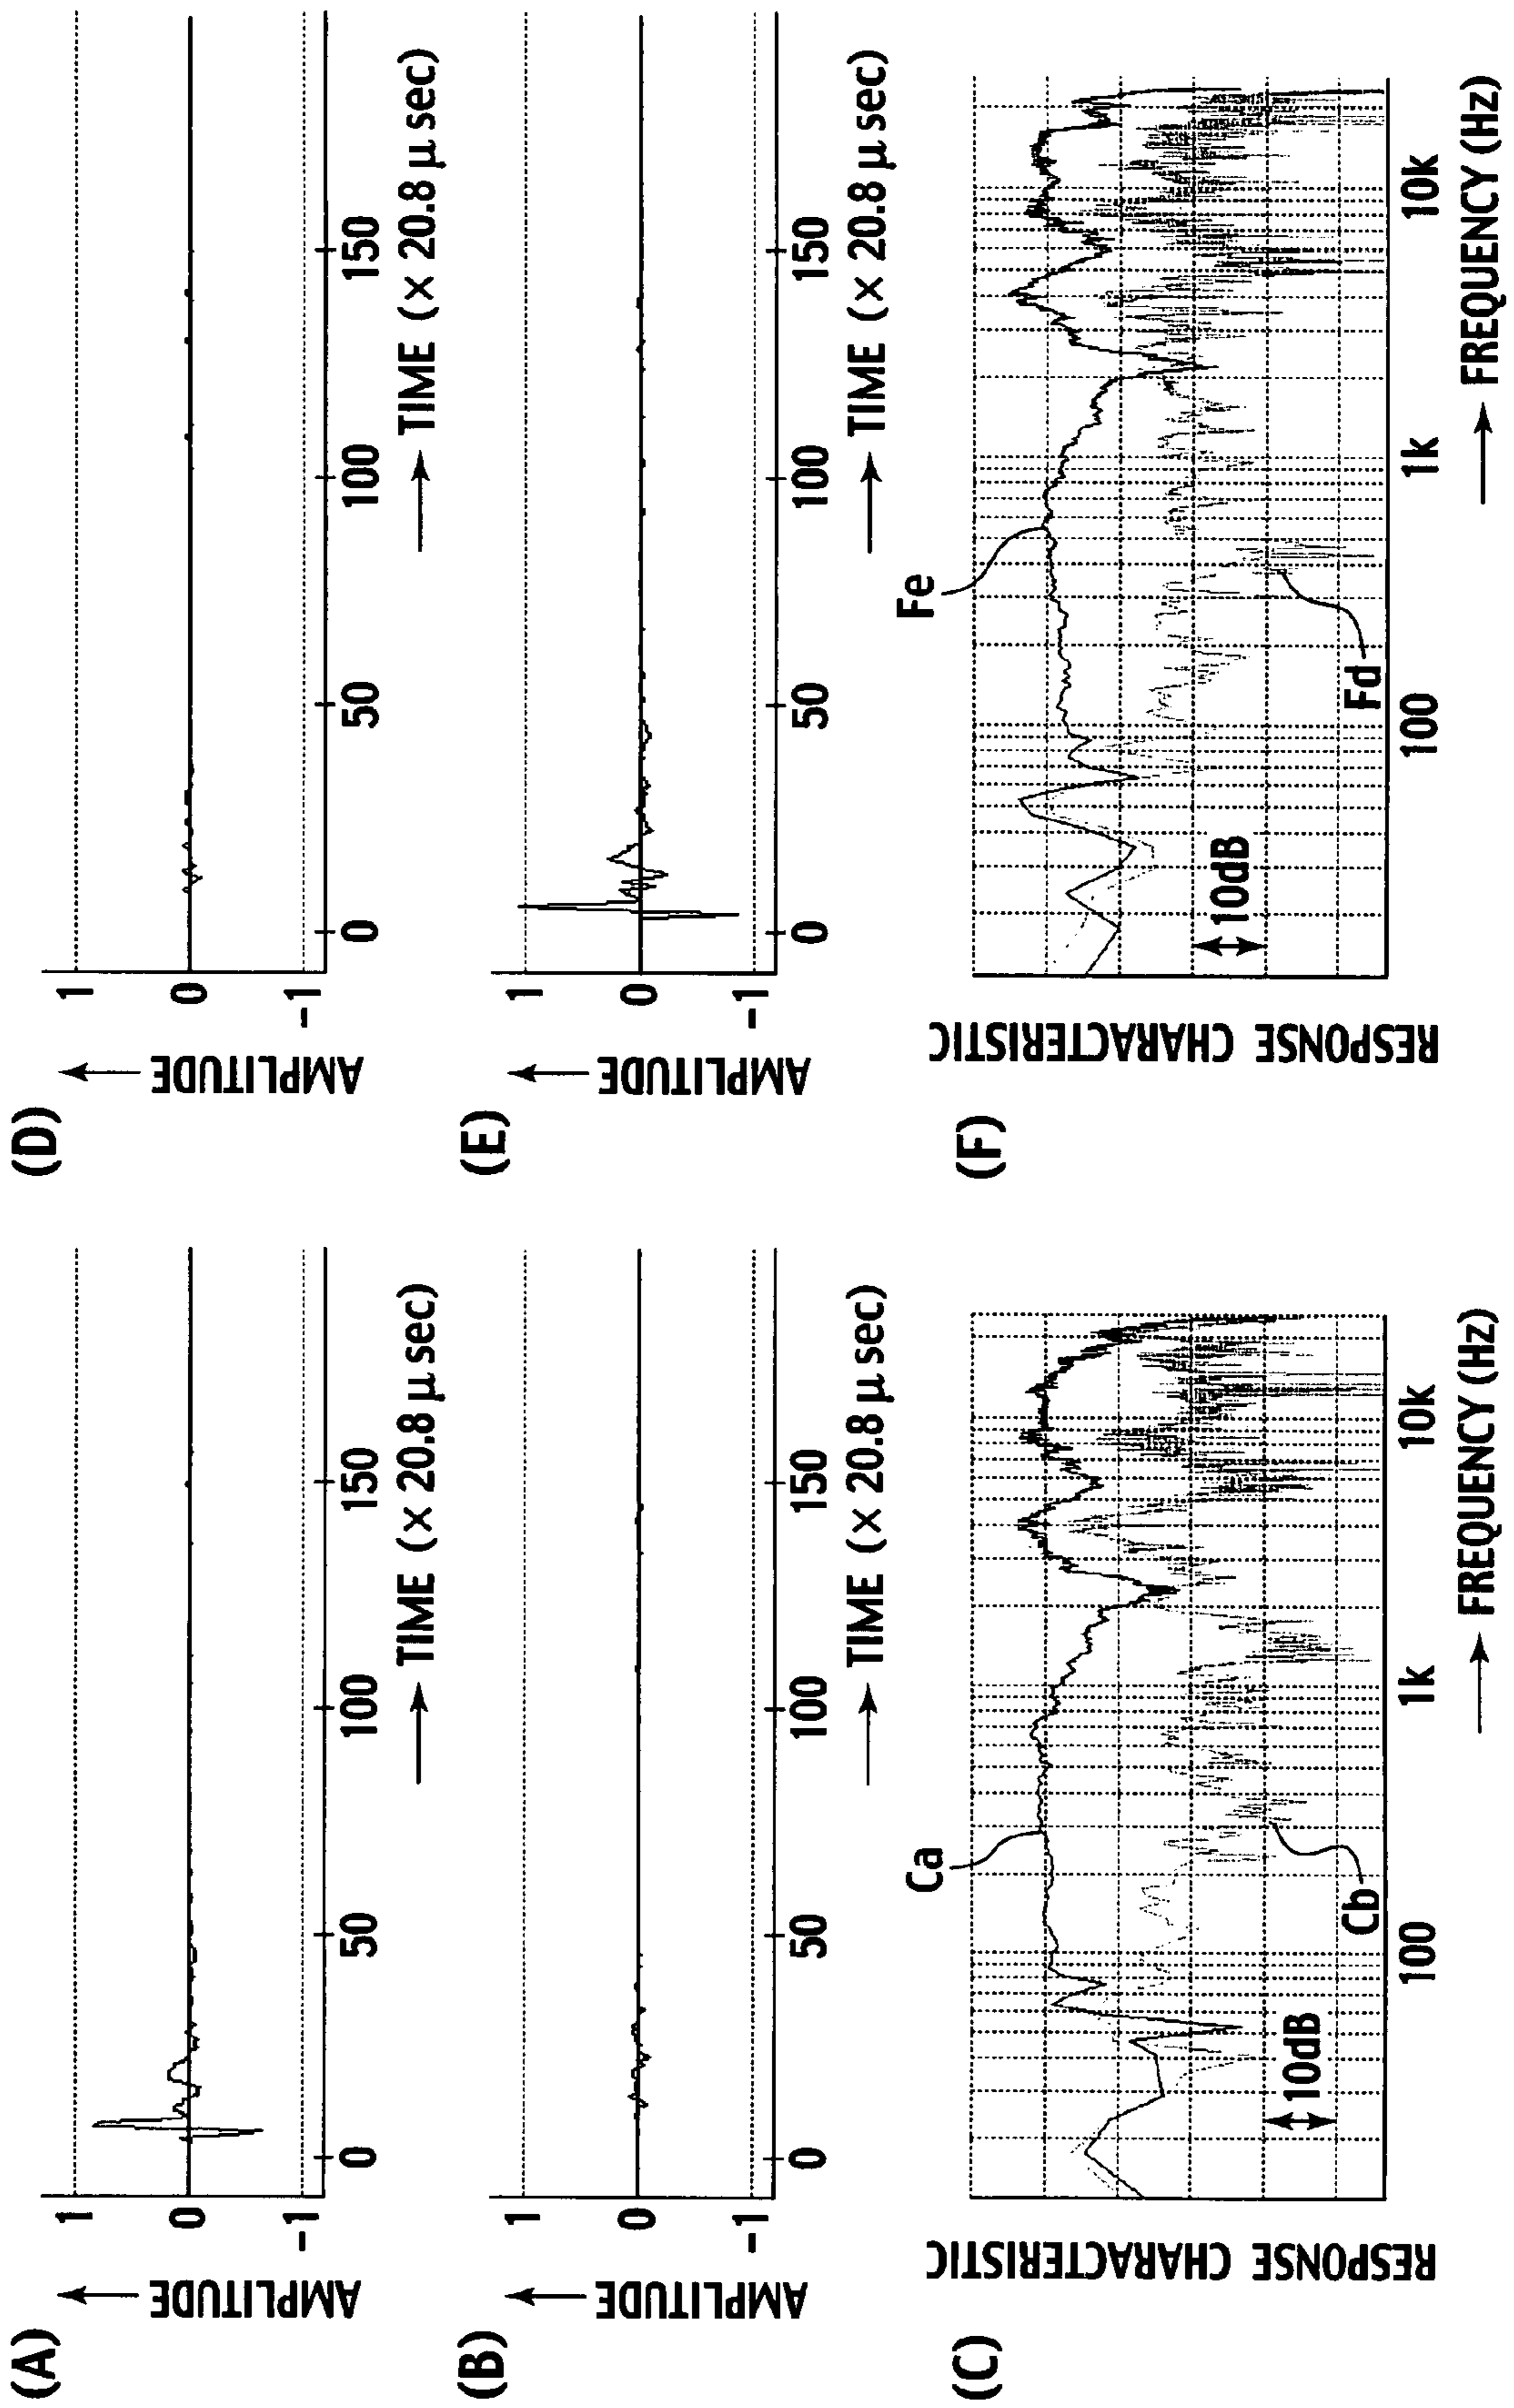 (A)
AMPLITUDE
1
0
-1
0
50
100
150
TIME (× 20.8 μ sec)
(B)
AMPLITUDE
1
0
-1
0
50
100
150
TIME (× 20.8 μ sec)
(C)
RESPONSE CHARACTERISTIC
Ca
Cb
10dB
100
1k
10k
FREQUENCY (Hz)
(D)
AMPLITUDE
1
0
-1
0
50
100
150
TIME (× 20.8 μ sec)
(E)
AMPLITUDE
1
0
-1
0
50
100
150
TIME (× 20.8 μ sec)
(F)
RESPONSE CHARACTERISTIC
Fe
Fd
10dB
100
1k
10k
FREQUENCY (Hz)